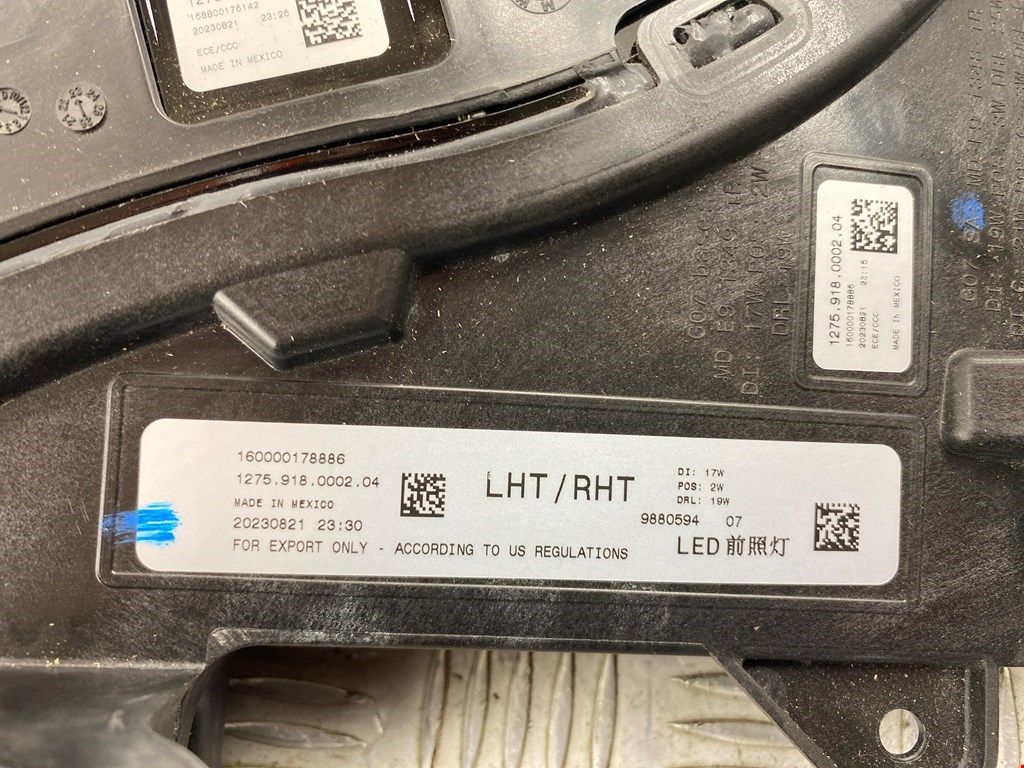 168800176142
20230821 23:26
ECE/CCC
MADE IN MEXICO
1275.918.0002.04
160000178886
20230821 23:15
ECE/CCC
MADE IN MEXICO
160000178886
1275.918.0002.04
MADE IN MEXICO
20230821 23:30
FOR EXPORT ONLY - ACCORDING TO US REGULATIONS
LHT/RHT
DI: 17W
POS: 2W
DRL: 19W
9880594 07
LED 前照灯